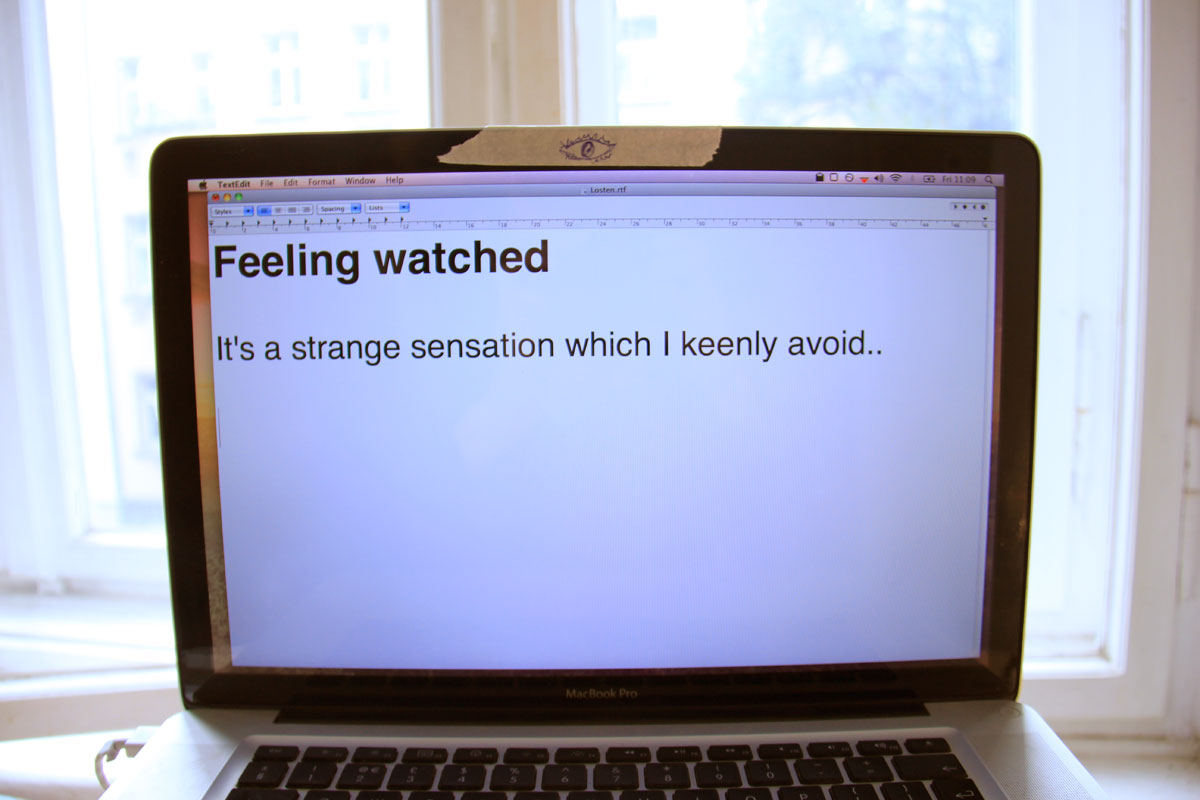 TextEdit File Edit Format Window Help
Fri 11:09
Losten.rtf
Styles Spacing Lists
Feeling watched
It's a strange sensation which I keenly avoid..
MacBook Pro